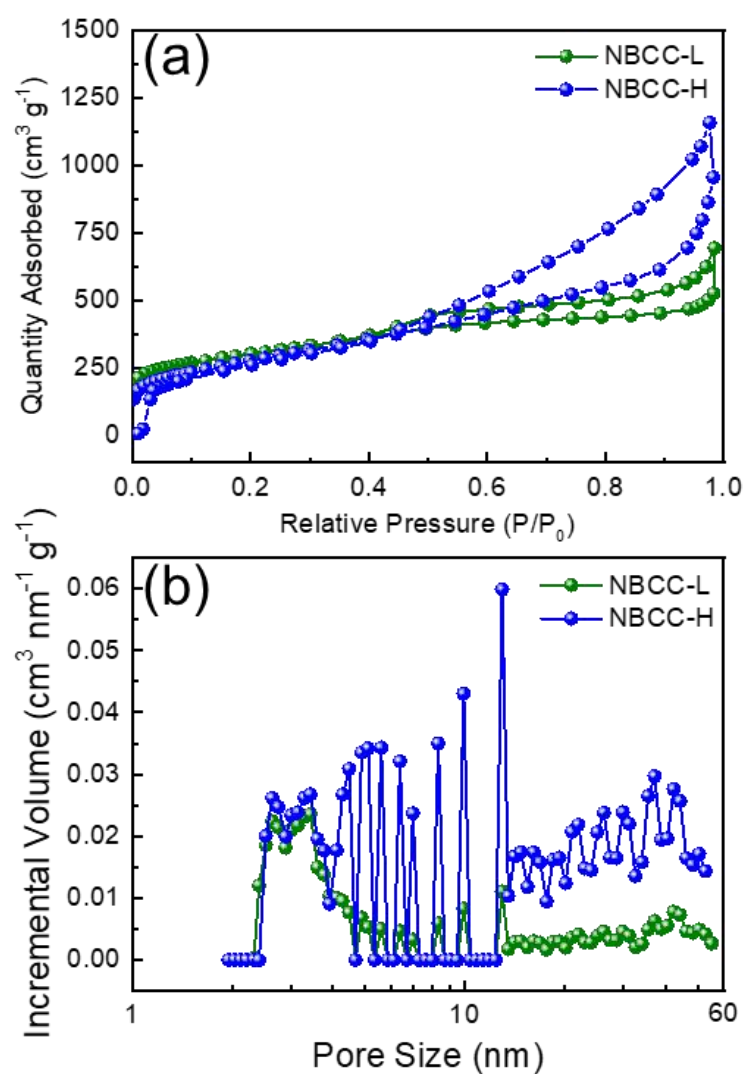 (a)
NBCC-L
NBCC-H
1500
1250
1000
750
500
250
0
Quantity Adsorbed (cm³ g⁻¹)
0.0 0.2 0.4 0.6 0.8 1.0
Relative Pressure (P/P₀)
(b)
NBCC-L
NBCC-H
0.06
0.05
0.04
0.03
0.02
0.01
0.00
Incremental Volume (cm³ nm⁻¹ g⁻¹)
1 10 60
Pore Size (nm)